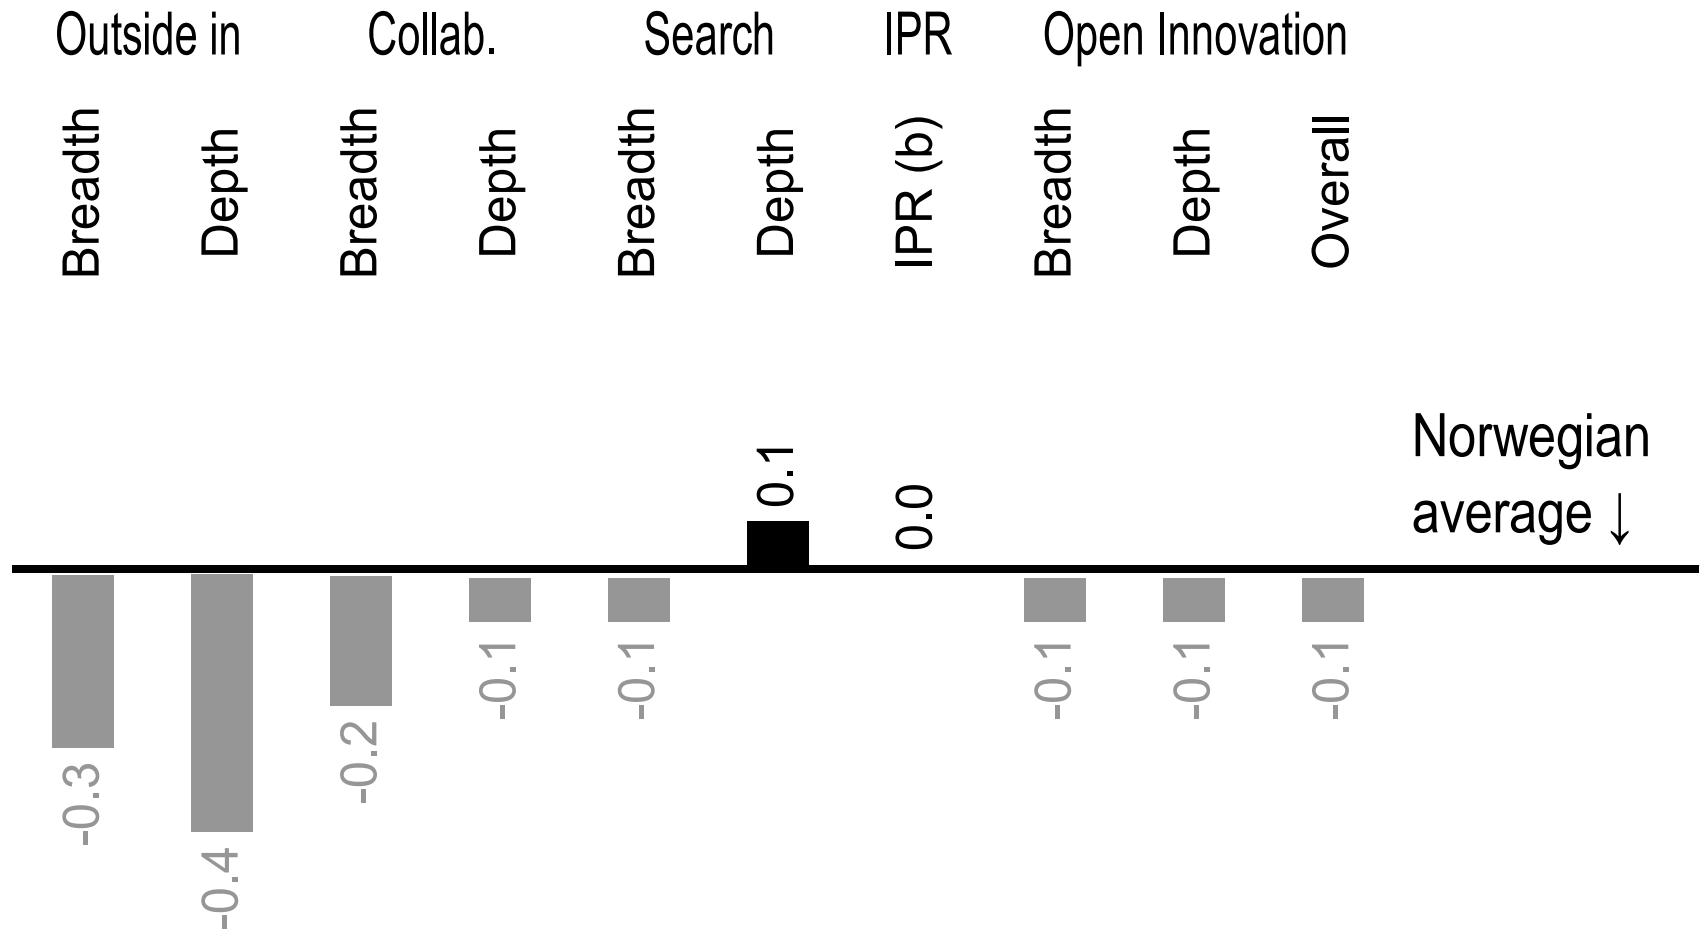 Outside in Collab. Search IPR Open Innovation
Breadth Depth Breadth Depth Breadth Depth IPR (b) Breadth Depth Overall
Norwegian
average ↓
0.1 0.0
-0.3 -0.4 -0.2 -0.1 -0.1 -0.1 -0.1 -0.1